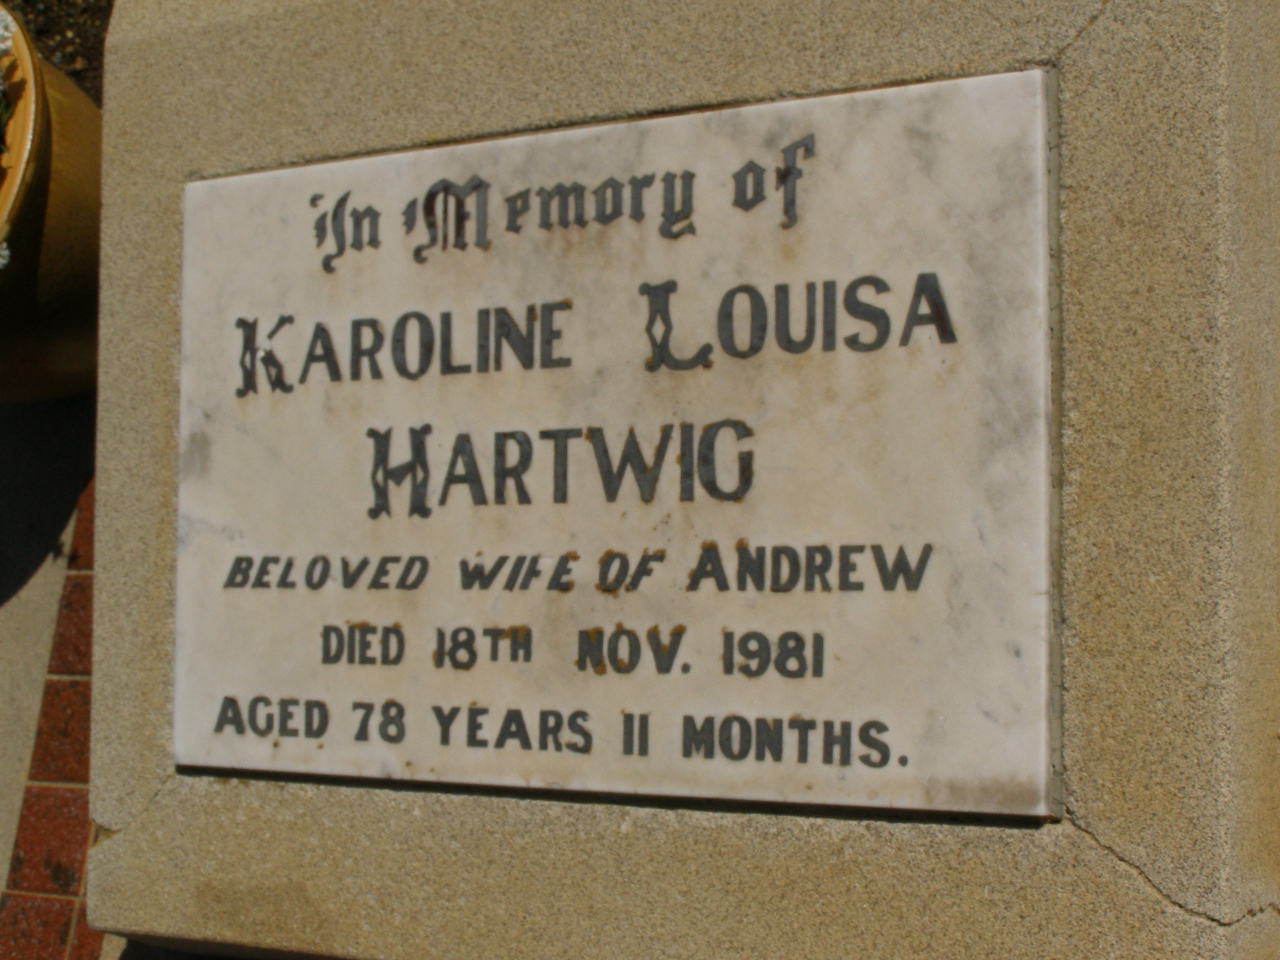 In Memory of
KAROLINE LOUISA
HARTWIG
BELOVED WIFE OF ANDREW
DIED 18TH NOV. 1981
AGED 78 YEARS 11 MONTHS.